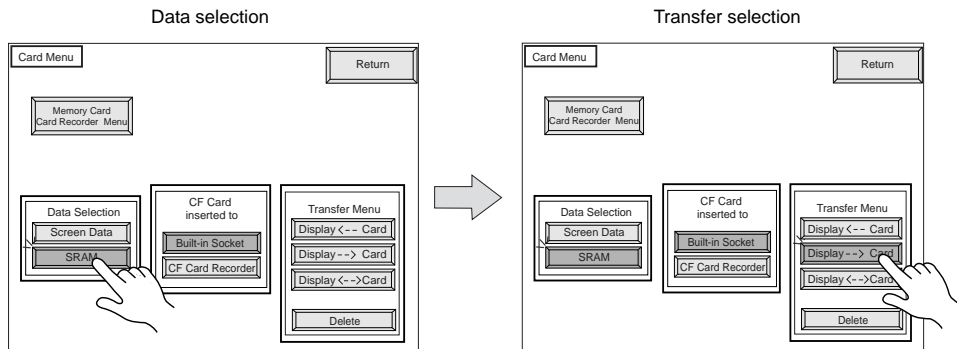 Data selection
Card Menu
Return
Memory Card
Card Recorder Menu
Data Selection
Screen Data
SRAM
CF Card
inserted to
Built-in Socket
CF Card Recorder
Transfer Menu
Display <-- Card
Display --> Card
Display <-->Card
Delete
Transfer selection
Card Menu
Return
Memory Card
Card Recorder Menu
Data Selection
Screen Data
SRAM
CF Card
inserted to
Built-in Socket
CF Card Recorder
Transfer Menu
Display <-- Card
Display --> Card
Display <-->Card
Delete